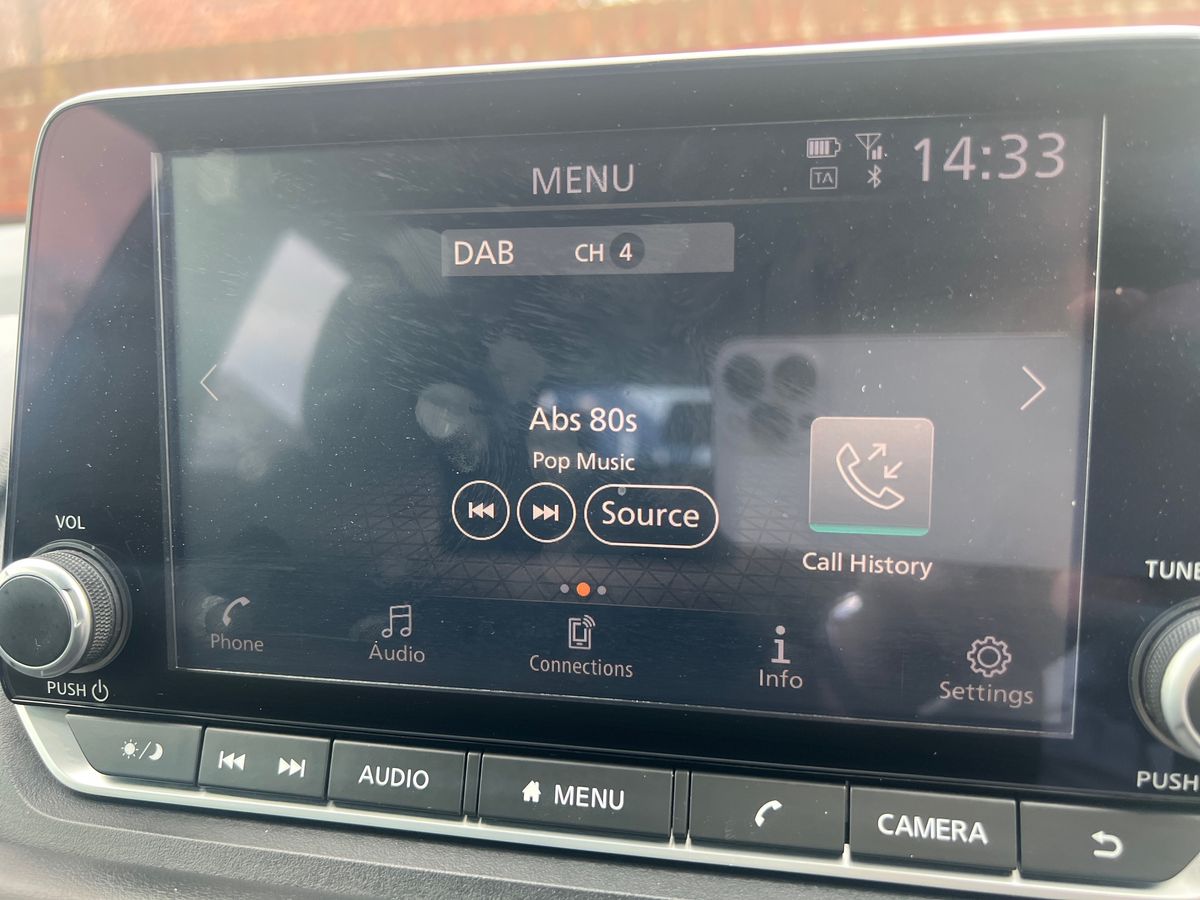 14:33
TA
MENU
DAB CH 4
Abs 80s
Pop Music
Source
Call History
VOL
TUNE
Phone
Audio
Connections
Info
Settings
PUSH
PUSH
AUDIO
MENU
CAMERA